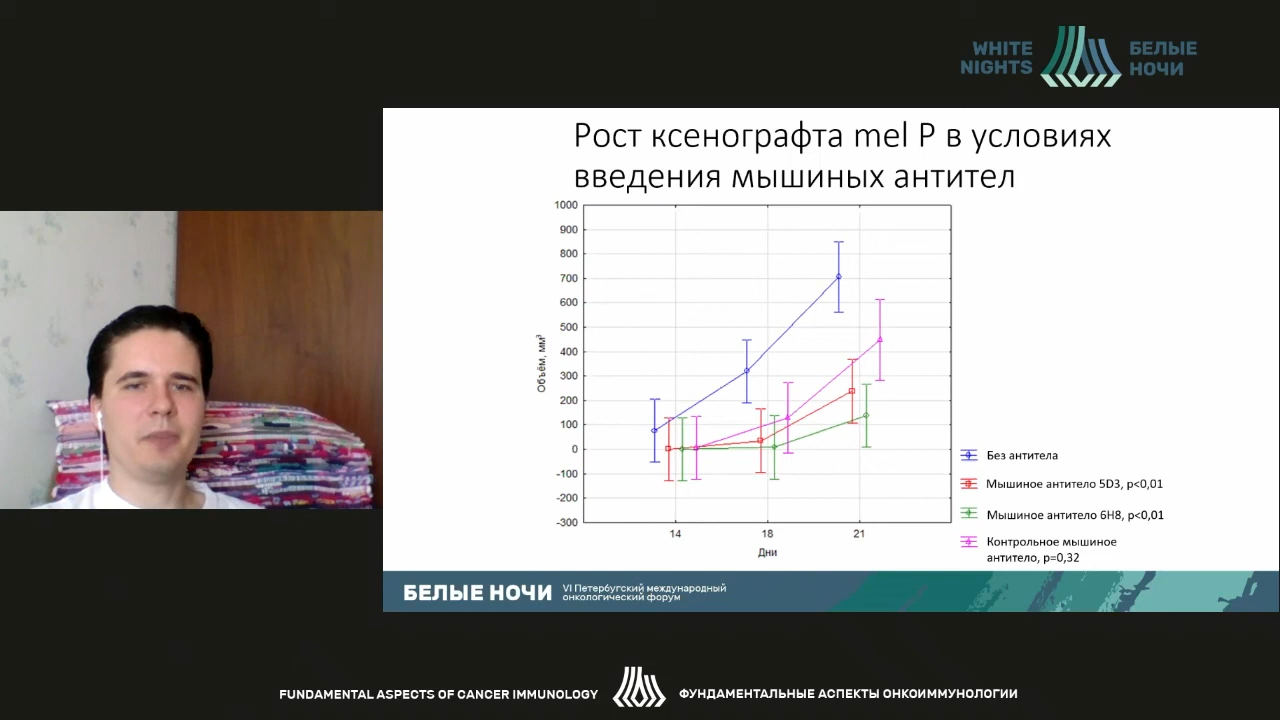 WHITE
NIGHTS
БЕЛЫЕ
НОЧИ
Рост ксенографта mel P в условиях
введения мышиных антител
1000
900
800
700
600
500
400
300
200
100
0
-100
-200
-300
Объём, мм³
14
18
21
Дни
Без антитела
Мышиное антитело 5D3, p<0,01
Мышиное антитело 6H8, p<0,01
Контрольное мышиное
антитело, p=0,32
БЕЛЫЕ НОЧИ
VI Петербугский международный
онкологический форум
FUNDAMENTAL ASPECTS OF CANCER IMMUNOLOGY
ФУНДАМЕНТАЛЬНЫЕ АСПЕКТЫ ОНКОИММУНОЛОГИИ